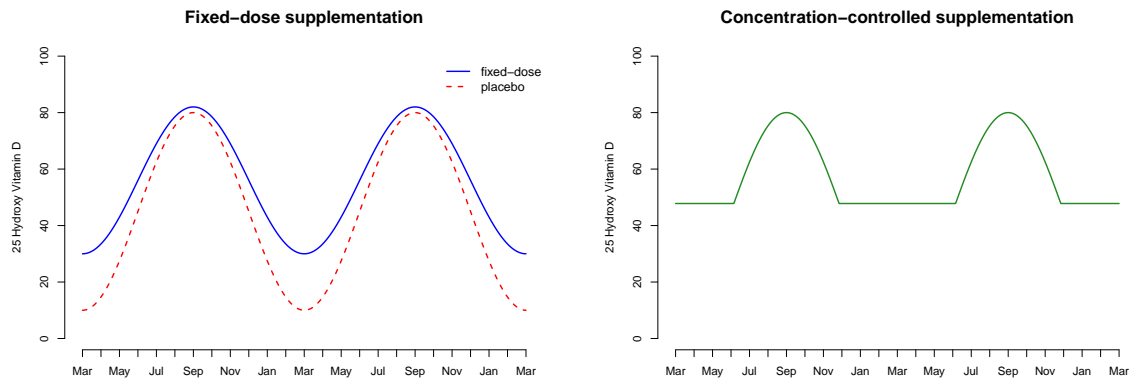 Fixed−dose supplementation
25 Hydroxy Vitamin D
100
80
60
40
20
0
fixed−dose
placebo
Mar May Jul Sep Nov Jan Mar May Jul Sep Nov Jan Mar
Concentration−controlled supplementation
25 Hydroxy Vitamin D
100
80
60
40
20
0
Mar May Jul Sep Nov Jan Mar May Jul Sep Nov Jan Mar